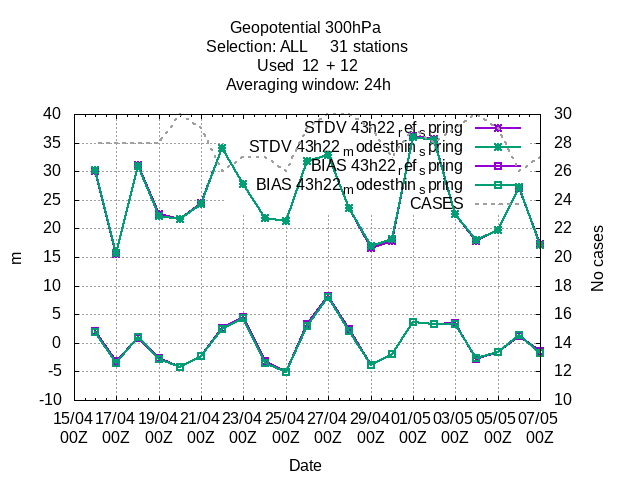 Geopotential 300hPa
Selection: ALL 31 stations
Used 12 + 12
Averaging window: 24h
40
35
30
25
20
15
10
5
0
-5
-10
m
30
28
26
24
22
20
18
16
14
12
10
No cases
STDV 43h22_ref_spring
STDV 43h22_modesthin_spring
BIAS 43h22_ref_spring
BIAS 43h22_modesthin_spring
CASES
15/04 17/04 19/04 21/04 23/04 25/04 27/04 29/04 01/05 03/05 05/05 07/05
00Z 00Z 00Z 00Z 00Z 00Z 00Z 00Z 00Z 00Z 00Z 00Z
Date